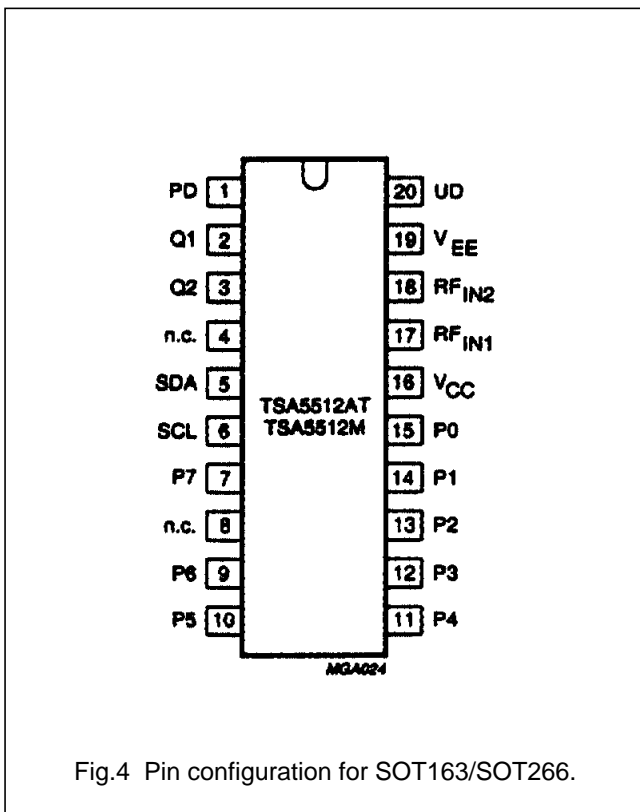 PD 1 20 UD
Q1 2 19 VEE
Q2 3 18 RFIN2
n.c. 4 17 RFIN1
SDA 5 16 VCC
TSA5512AT
TSA5512M
SCL 6 15 P0
P7 7 14 P1
n.c. 8 13 P2
P6 9 12 P3
P5 10 11 P4
MGA024
Fig.4 Pin configuration for SOT163/SOT266.